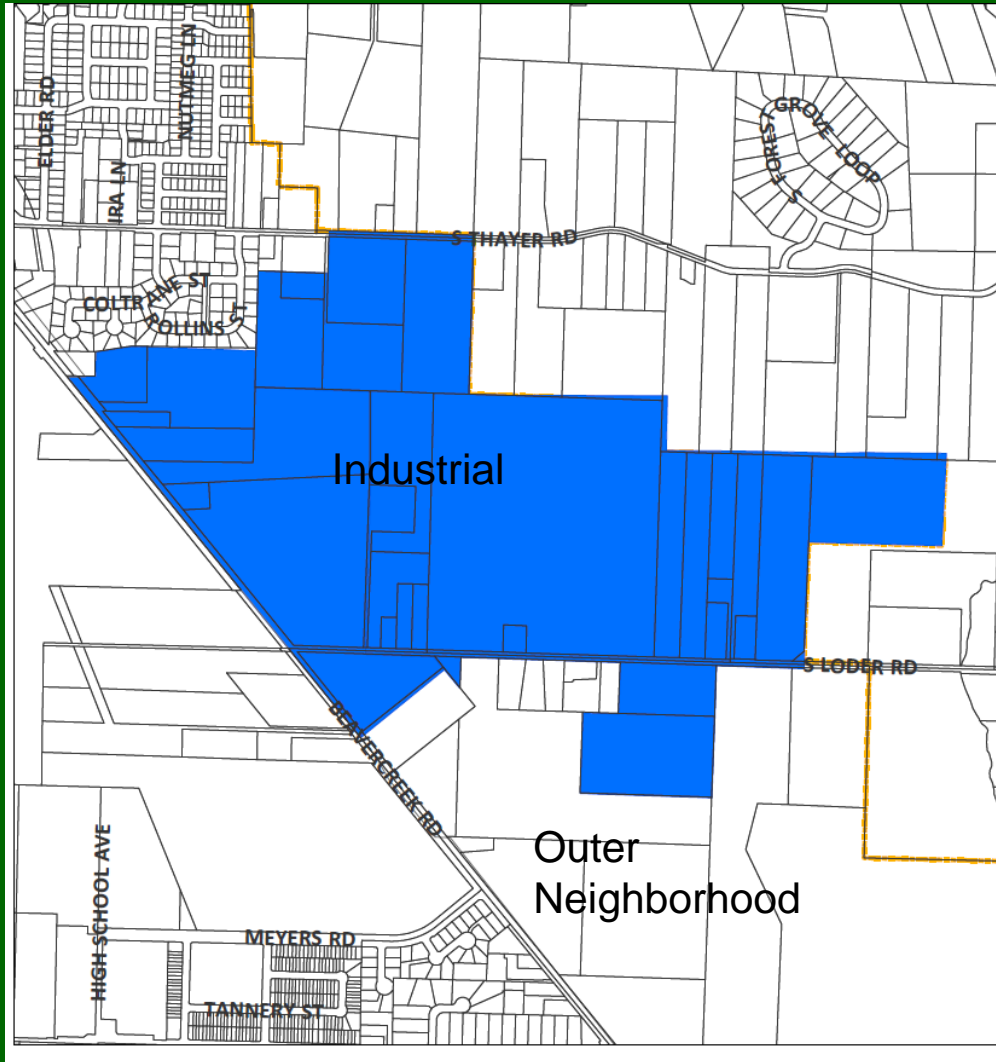 ELDER RD
NUTMEG LN
IRA LN
S FOREST GROVE LOOP
S THAYER RD
COLTRANE ST
ROLLINS ST
Industrial
S LODER RD
BEAVERCREEK RD
Outer
Neighborhood
HIGH SCHOOL AVE
MEYERS RD
TANNERY ST